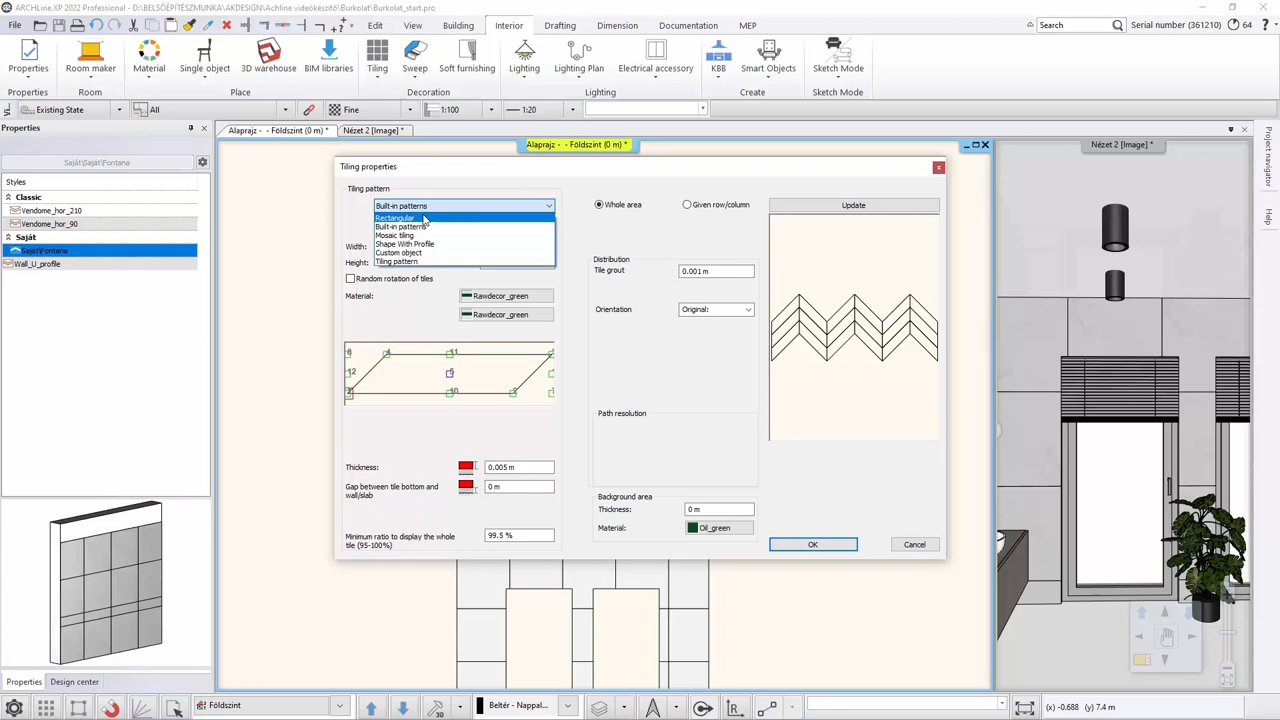 ARCHLine.XP 2022 Professional - D:\BELSŐÉPÍTÉSZMUNKA\AKDESIGN\Achline videókészítő\Burkolat\Burkolat_start.pro
File
Edit View Building Interior Drafting Dimension Documentation MEP
Search
Serial number (361210)
64
Properties Room maker Material Single object 3D warehouse BIM libraries Tiling Sweep Soft furnishing Lighting Lighting Plan Electrical accessory KBB Smart Objects Sketch Mode
Properties Room Place Decoration Lighting Create Sketch Mode
Existing State All Fine 1:100 1:20
Properties
Alaprajz - - Földszint (0 m) * Nézet 2 [Image] *
Saját\Saját\Fontana
Styles
Classic
Vendome_hor_210
Vendome_hor_90
Saját
Saját\Fontana
Wall_U_profile
Properties Design center
Alaprajz - - Földszint (0 m) *
Nézet 2 [Image] *
Project navigator
Help
Tiling properties
Tiling pattern
Built-in patterns
Rectangular
Built-in patterns
Mosaic tiling
Shape With Profile
Custom object
Tiling pattern
Width:
Height:
Random rotation of tiles
Material:
Rawdecor_green
Rawdecor_green
4 11
12 5
10
Thickness:
0.005 m
Gap between tile bottom and
wall/slab
0 m
Minimum ratio to display the whole
tile (95-100%)
99.5 %
Whole area
Given row/column
Distribution
Tile grout
0.001 m
Orientation
Original:
Path resolution
Background area
Thickness:
0 m
Material:
Oil_green
Update
OK
Cancel
Földszint
Beltér - Nappal...
(x) -0.688 (y) 7.4 m